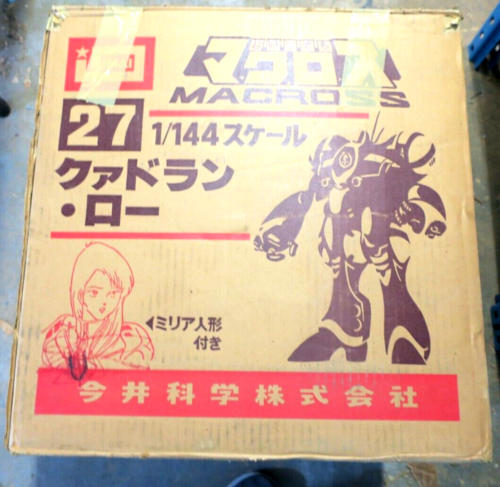 マクロス
MACROSS
27
1/144スケール
クァドラン
・ロー
◀ミリア人形
付き
今井科学株式会社